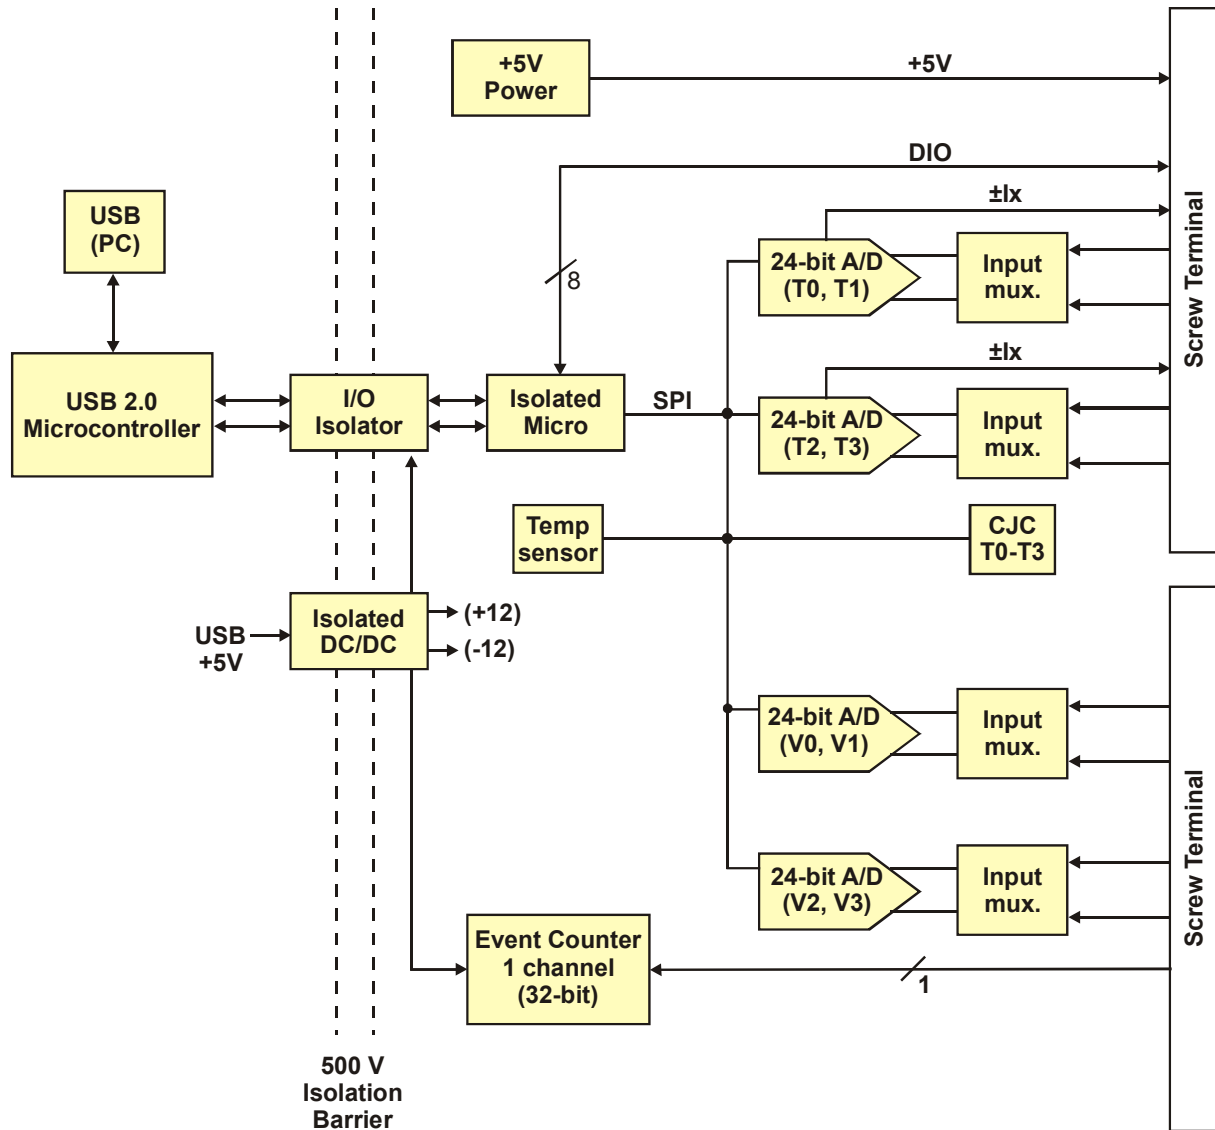 +5V
Power
+5V
DIO
±Ix
USB
(PC)
24-bit A/D
(T0, T1)
Input
mux.
8
Screw Terminal
±Ix
USB 2.0
Microcontroller
I/O
Isolator
Isolated
Micro
SPI
24-bit A/D
(T2, T3)
Input
mux.
Temp
sensor
CJC
T0-T3
USB
+5V
Isolated
DC/DC
(+12)
(-12)
24-bit A/D
(V0, V1)
Input
mux.
24-bit A/D
(V2, V3)
Input
mux.
Screw Terminal
Event Counter
1 channel
(32-bit)
1
500 V
Isolation
Barrier